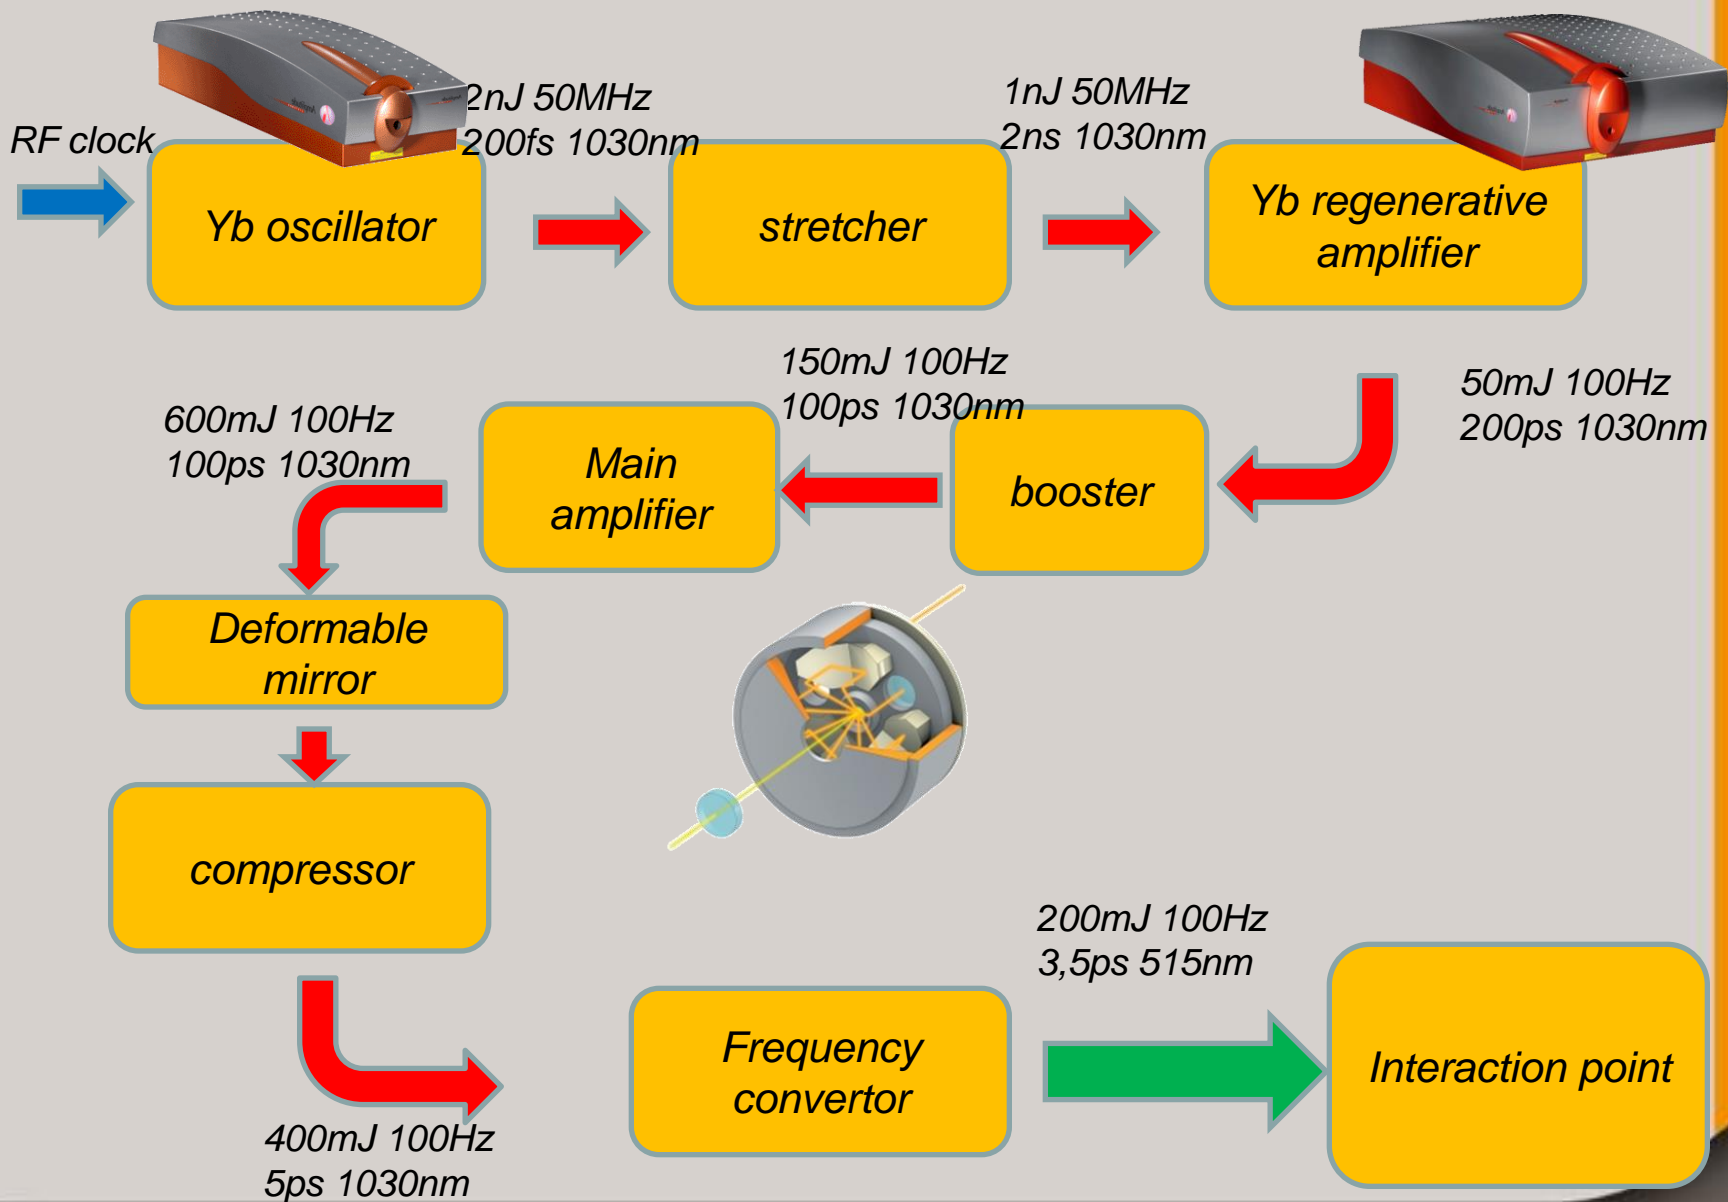 RF clock
2nJ 50MHz
200fs 1030nm
1nJ 50MHz
2ns 1030nm
Yb oscillator
stretcher
Yb regenerative
amplifier
50mJ 100Hz
200ps 1030nm
booster
150mJ 100Hz
100ps 1030nm
Main
amplifier
600mJ 100Hz
100ps 1030nm
Deformable
mirror
compressor
400mJ 100Hz
5ps 1030nm
Frequency
convertor
200mJ 100Hz
3,5ps 515nm
Interaction point